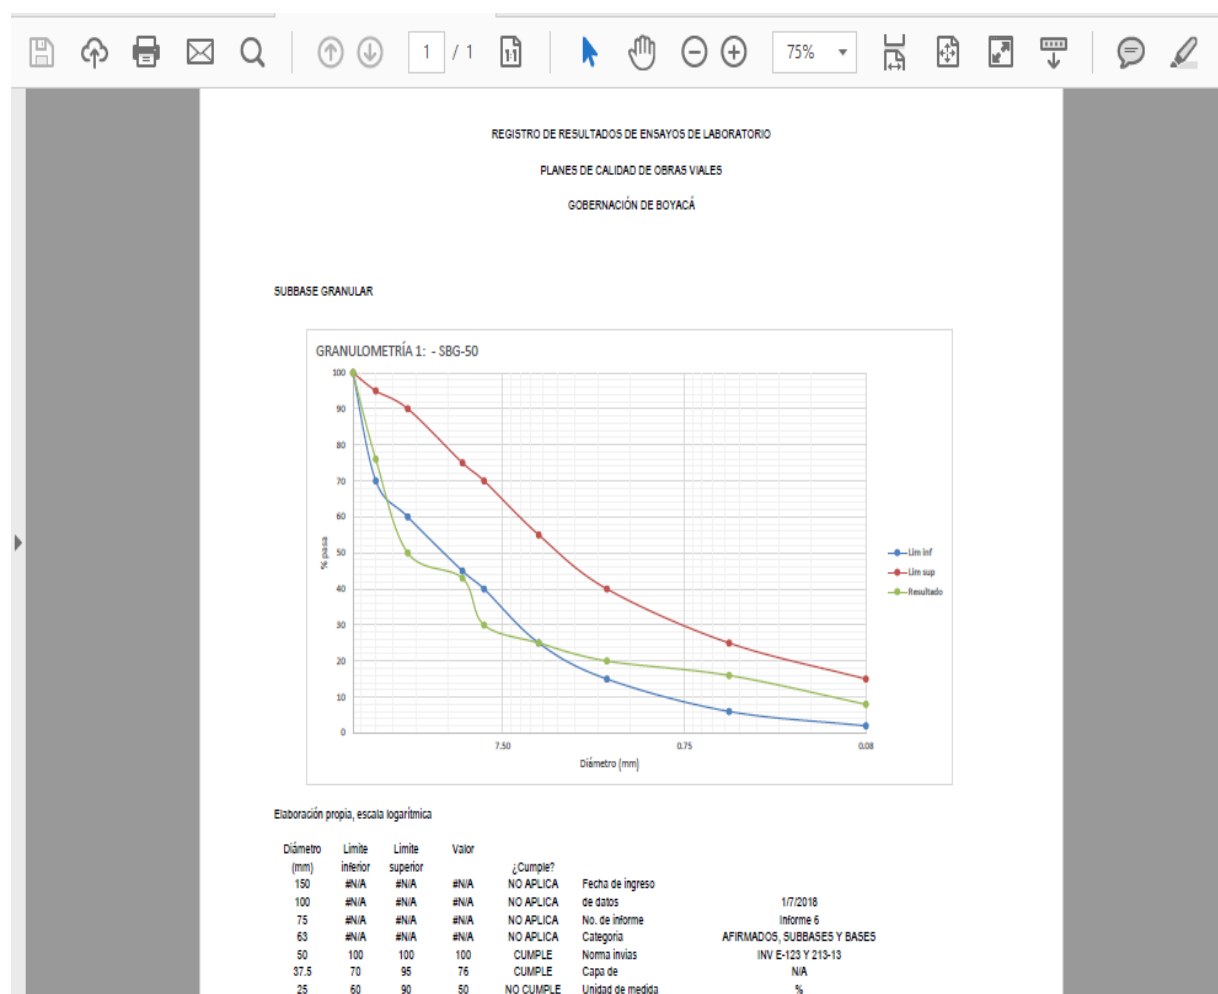 1 / 1
75%
REGISTRO DE RESULTADOS DE ENSAYOS DE LABORATORIO
PLANES DE CALIDAD DE OBRAS VIALES
GOBERNACIÓN DE BOYACÁ
SUBBASE GRANULAR
GRANULOMETRÍA 1: - SBG-50
100
90
80
70
60
50
40
30
20
10
0
% pasa
7.50 0.75 0.08
Diámetro (mm)
Lim inf
Lim sup
Resultado
Elaboración propia, escala logarítmica
Diámetro Limite Limite Valor
(mm) inferior superior ¿Cumple?
150 #N/A #N/A #N/A NO APLICA Fecha de ingreso
100 #N/A #N/A #N/A NO APLICA de datos 1/7/2018
75 #N/A #N/A #N/A NO APLICA No. de informe Informe 6
63 #N/A #N/A #N/A NO APLICA Categoria AFIRMADOS, SUBBASES Y BASES
50 100 100 100 CUMPLE Norma invias INV E-123 Y 213-13
37.5 70 95 76 CUMPLE Capa de N/A
25 60 90 50 NO CUMPLE Unidad de medida %